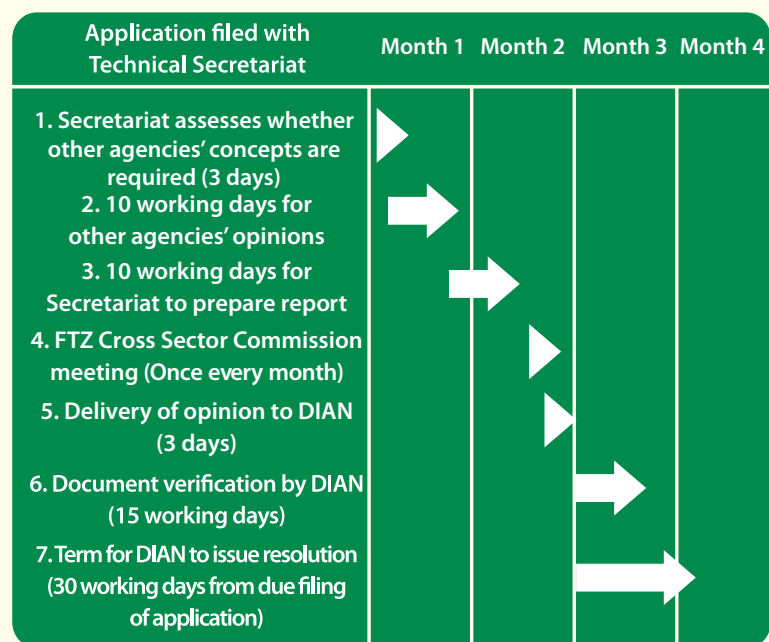 Application filed with
Technical Secretariat
Month 1
Month 2
Month 3
Month 4
1. Secretariat assesses whether
other agencies’ concepts are
required (3 days)
2. 10 working days for
other agencies’ opinions
3. 10 working days for
Secretariat to prepare report
4. FTZ Cross Sector Commission
meeting (Once every month)
5. Delivery of opinion to DIAN
(3 days)
6. Document verification by DIAN
(15 working days)
7. Term for DIAN to issue resolution
(30 working days from due filing
of application)